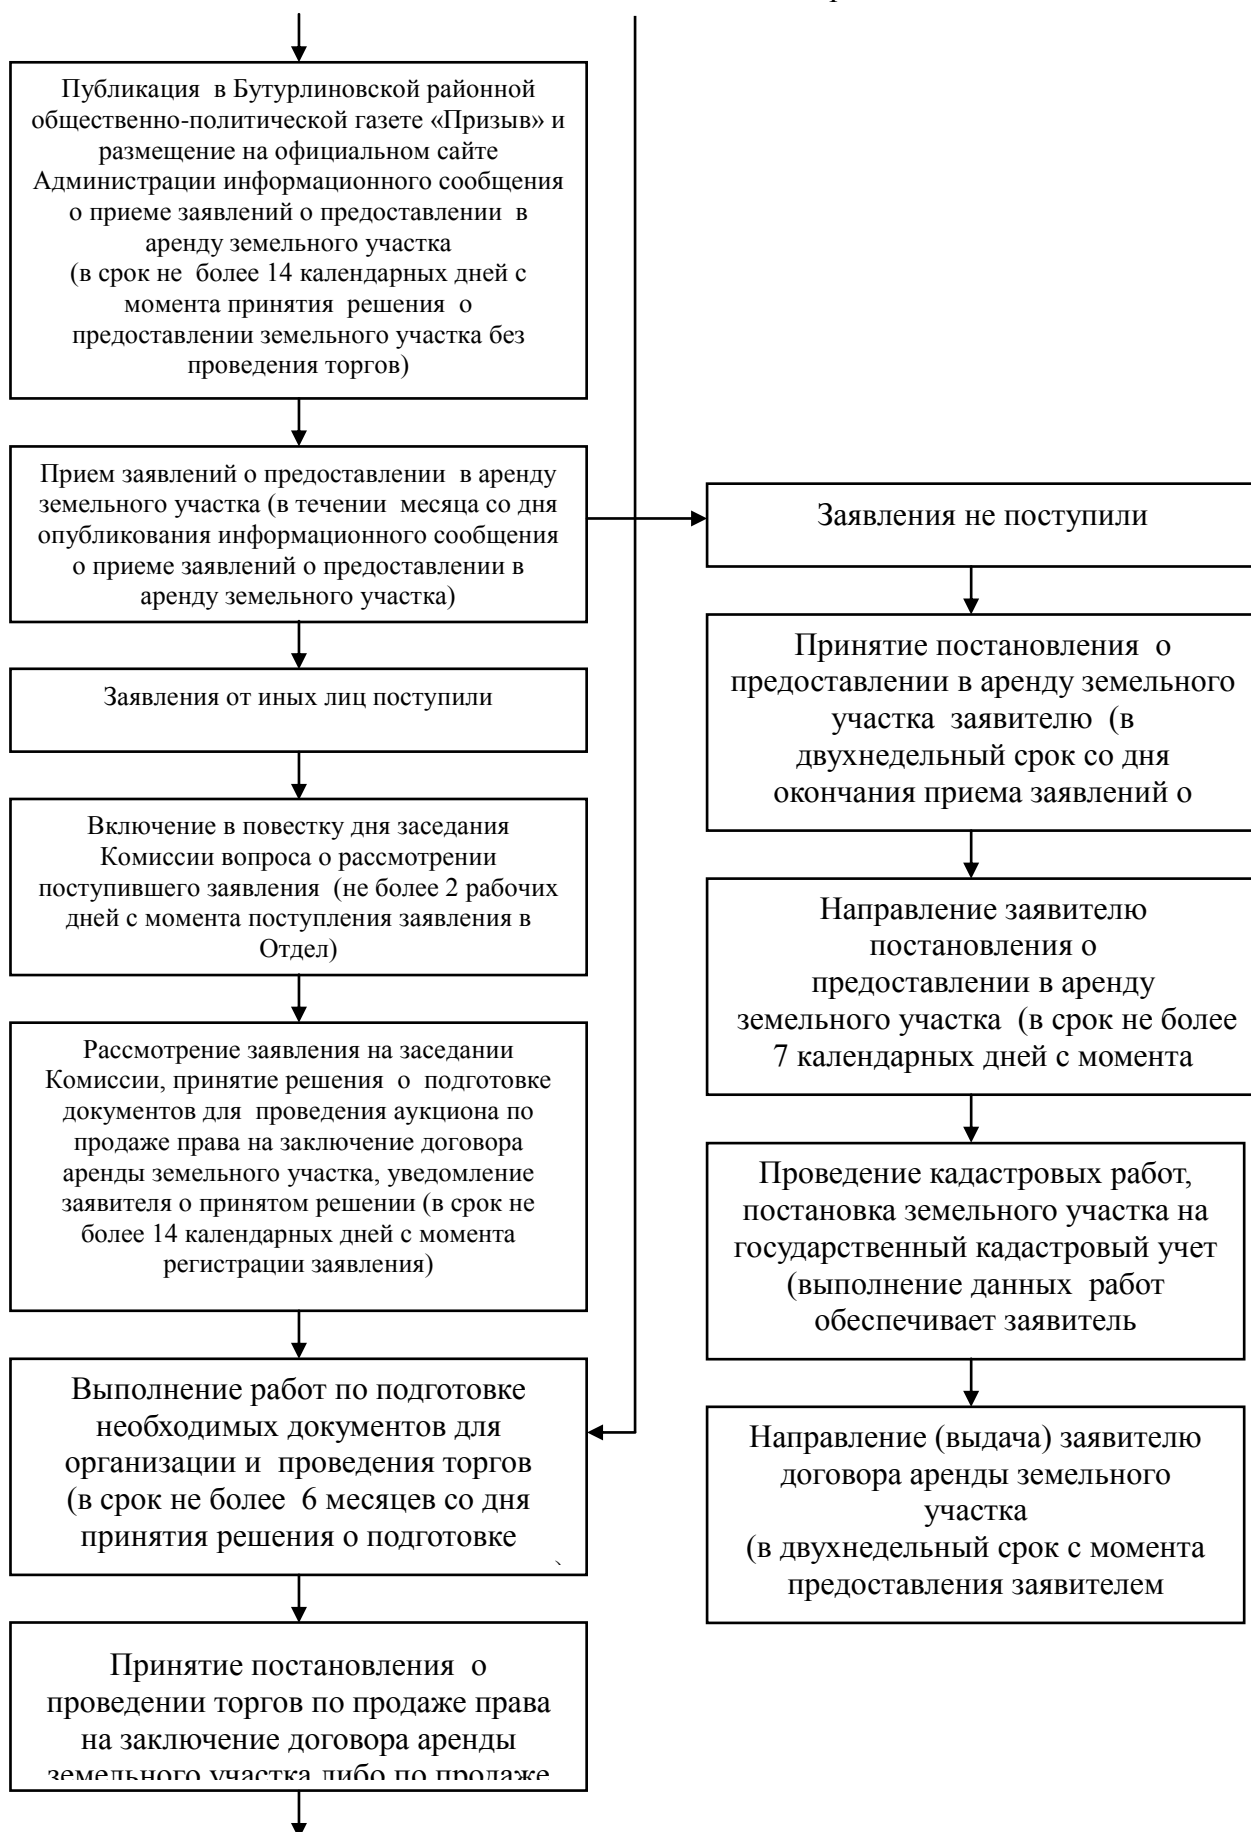 Публикация в Бутурлиновской районной
общественно-политической газете «Призыв» и
размещение на официальном сайте
Администрации информационного сообщения
о приеме заявлений о предоставлении в
аренду земельного участка
(в срок не более 14 календарных дней с
момента принятия решения о
предоставлении земельного участка без
проведения торгов)
Прием заявлений о предоставлении в аренду
земельного участка (в течении месяца со дня
опубликования информационного сообщения
о приеме заявлений о предоставлении в
аренду земельного участка)
Заявления не поступили
Заявления от иных лиц поступили
Принятие постановления о
предоставлении в аренду земельного
участка заявителю (в
двухнедельный срок со дня
окончания приема заявлений о
Включение в повестку дня заседания
Комиссии вопроса о рассмотрении
поступившего заявления (не более 2 рабочих
дней с момента поступления заявления в
Отдел)
Направление заявителю
постановления о
предоставлении в аренду
земельного участка (в срок не более
7 календарных дней с момента
Рассмотрение заявления на заседании
Комиссии, принятие решения о подготовке
документов для проведения аукциона по
продаже права на заключение договора
аренды земельного участка, уведомление
заявителя о принятом решении (в срок не
более 14 календарных дней с момента
регистрации заявления)
Проведение кадастровых работ,
постановка земельного участка на
государственный кадастровый учет
(выполнение данных работ
обеспечивает заявитель
Выполнение работ по подготовке
необходимых документов для
организации и проведения торгов
(в срок не более 6 месяцев со дня
принятия решения о подготовке
Направление (выдача) заявителю
договора аренды земельного
участка
(в двухнедельный срок с момента
предоставления заявителем
Принятие постановления о
проведении торгов по продаже права
на заключение договора аренды
земельного участка либо по продаже